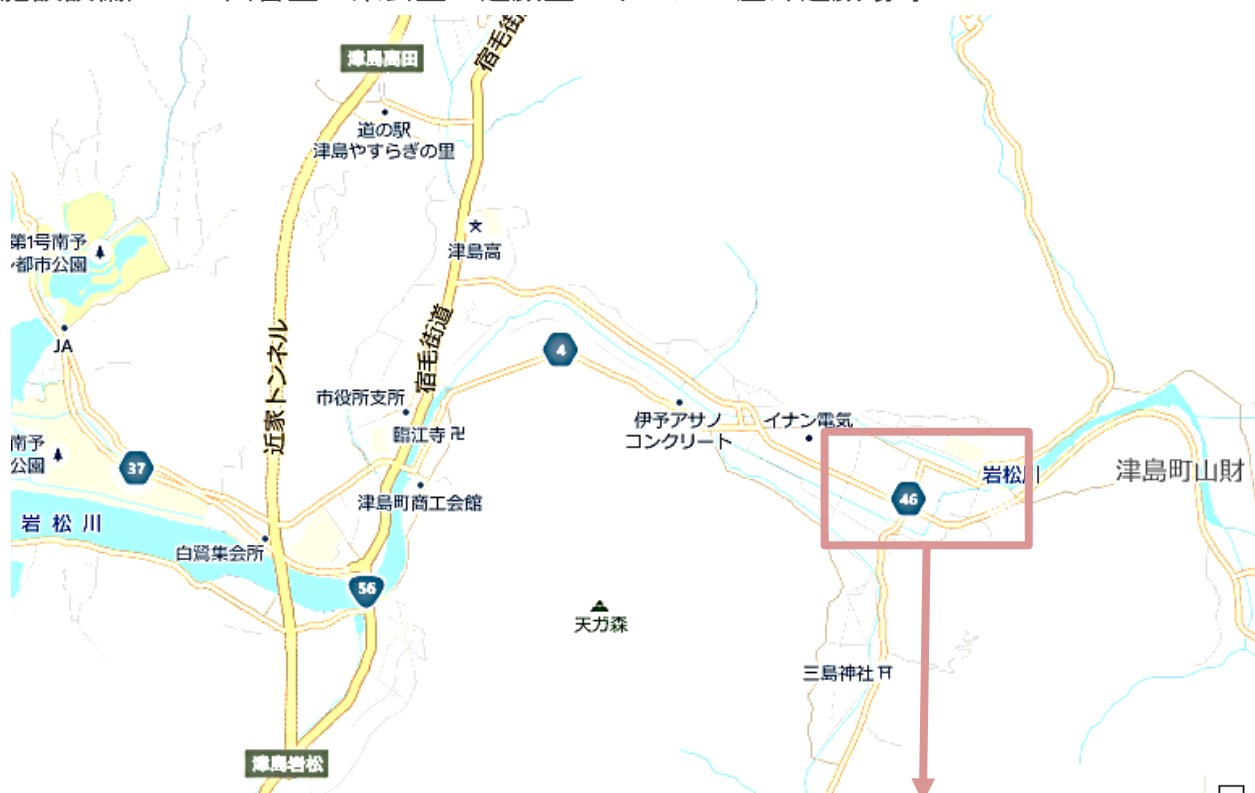 津島高田
宿毛街
道の駅
津島やすらぎの里
津島高
第1号南予
都市公園
JA
近家トンネル
宿毛街道
4
市役所支所
臨江寺
伊予アサノ
コンクリート
イナン電気
南予
公園
37
津島町商工会館
46
岩松川
津島町山財
岩松川
白鷺集会所
56
天ガ森
三島神社
津島岩松